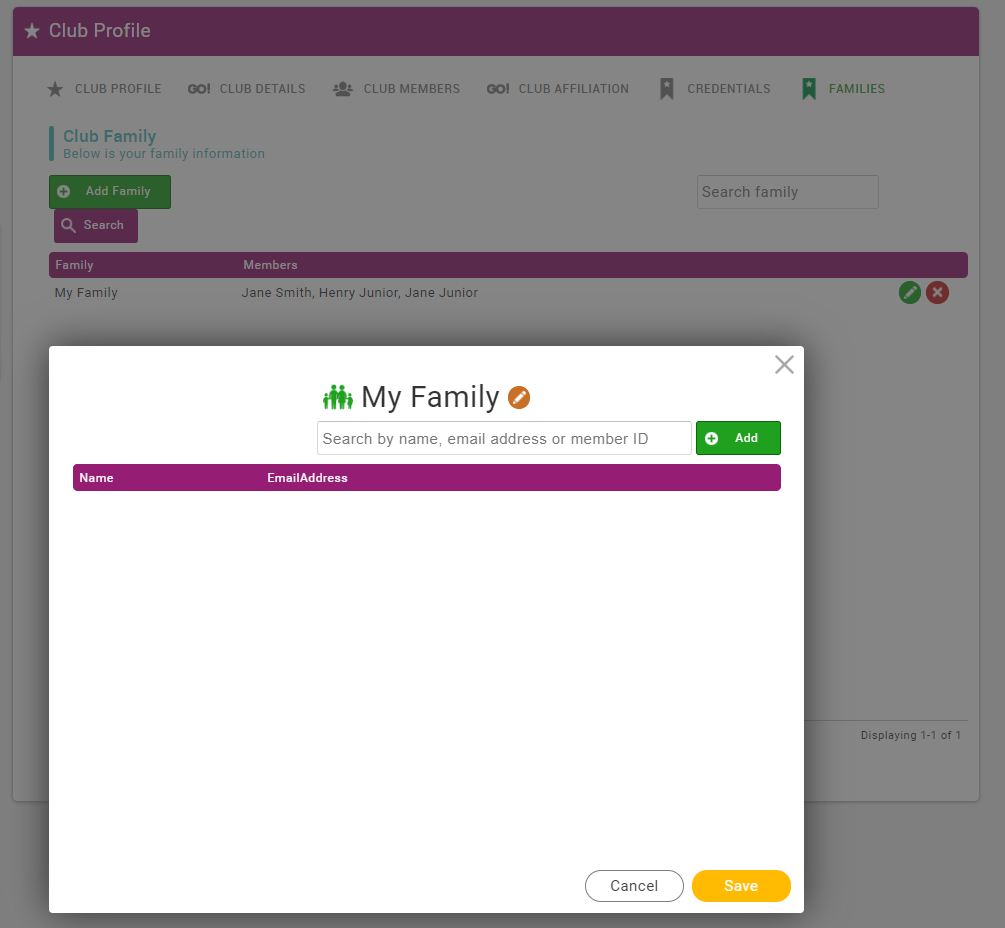 Club Profile
CLUB PROFILE GO! CLUB DETAILS CLUB MEMBERS GO! CLUB AFFILIATION CREDENTIALS FAMILIES
Club Family
Below is your family information
Add Family Search family
Search
Family Members
My Family Jane Smith, Henry Junior, Jane Junior
My Family
Search by name, email address or member ID Add
Name EmailAddress
Displaying 1-1 of 1
Cancel Save